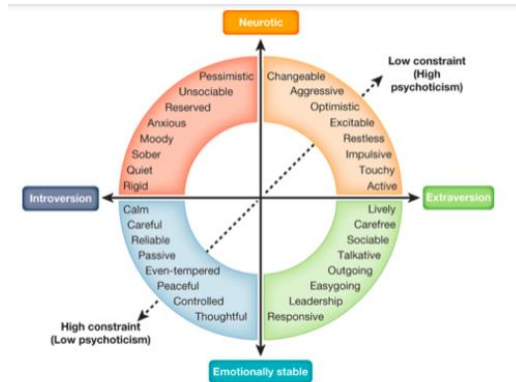 Neurotic
Low constraint
(High
psychoticism)
Pessimistic
Unsociable
Reserved
Anxious
Moody
Sober
Quiet
Rigid
Changeable
Aggressive
Optimistic
Excitable
Restless
Impulsive
Touchy
Active
Introversion
Extraversion
Calm
Careful
Reliable
Passive
Even-tempered
Peaceful
Controlled
Thoughtful
Lively
Carefree
Sociable
Talkative
Outgoing
Easygoing
Leadership
Responsive
High constraint
(Low psychoticism)
Emotionally stable